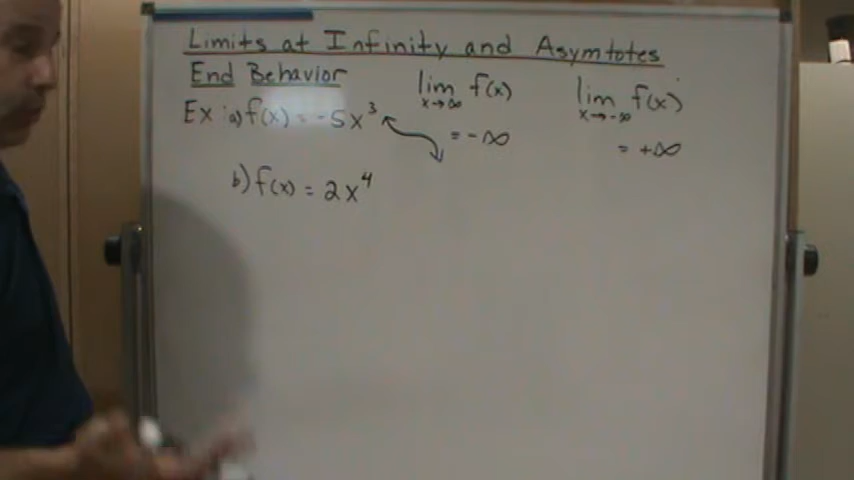 Limits at Infinity and Asymtotes
End Behavior
lim x→∞ f(x)
lim x→-∞ f(x)
Ex: a) f(x) = -5x³
= -∞
= +∞
b) f(x) = 2x⁴